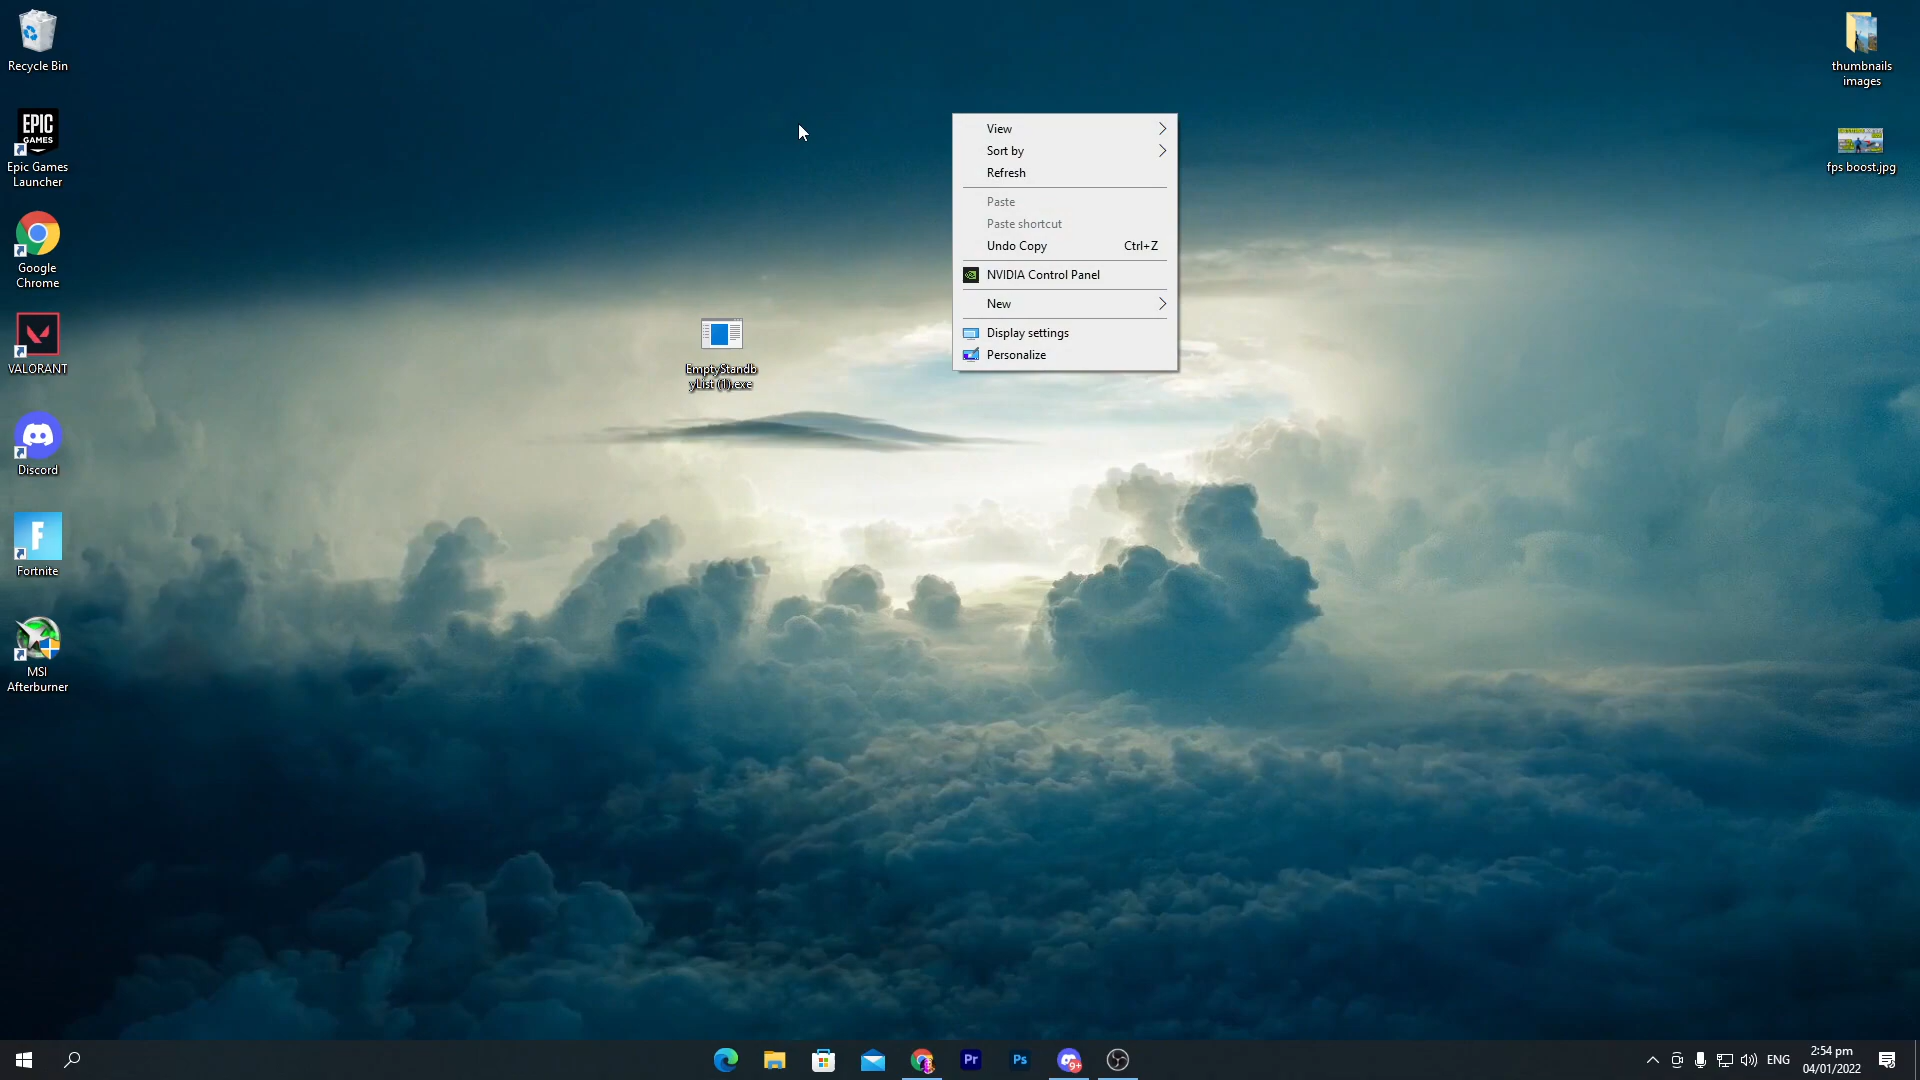 Recycle Bin
EPIC
GAMES
Epic Games
Launcher
Google
Chrome
VALORANT
Discord
Fortnite
MSI
Afterburner
EmptyStandb
yList (1).exe
View
Sort by
Refresh
Paste
Paste shortcut
Undo Copy Ctrl+Z
NVIDIA Control Panel
New
Display settings
Personalize
thumbnails
images
fps boost.jpg
Pr
Ps
9+
ENG
2:54 pm
04/01/2022